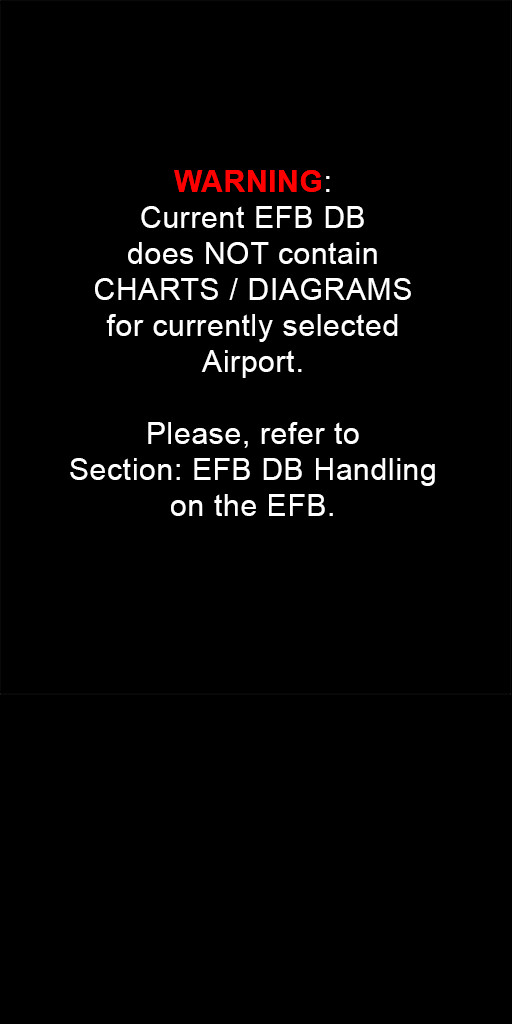 WARNING:
Current EFB DB
does NOT contain
CHARTS / DIAGRAMS
for currently selected
Airport.
Please, refer to
Section: EFB DB Handling
on the EFB.